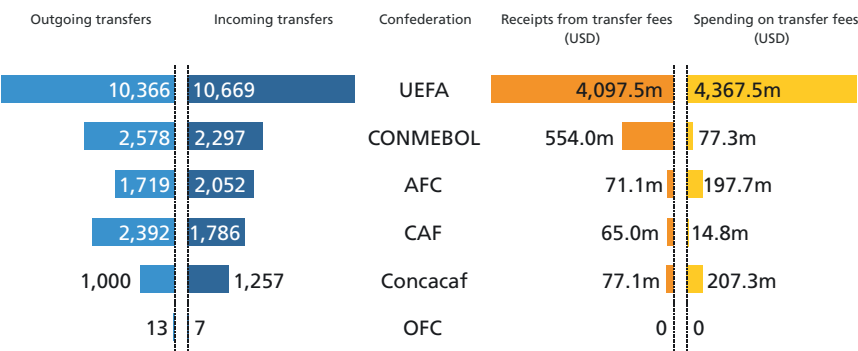 Outgoing transfers Incoming transfers Confederation Receipts from transfer fees (USD) Spending on transfer fees (USD)
10,366 10,669 UEFA 4,097.5m 4,367.5m
2,578 2,297 CONMEBOL 554.0m 77.3m
1,719 2,052 AFC 71.1m 197.7m
2,392 1,786 CAF 65.0m 14.8m
1,000 1,257 Concacaf 77.1m 207.3m
13 7 OFC 0 0